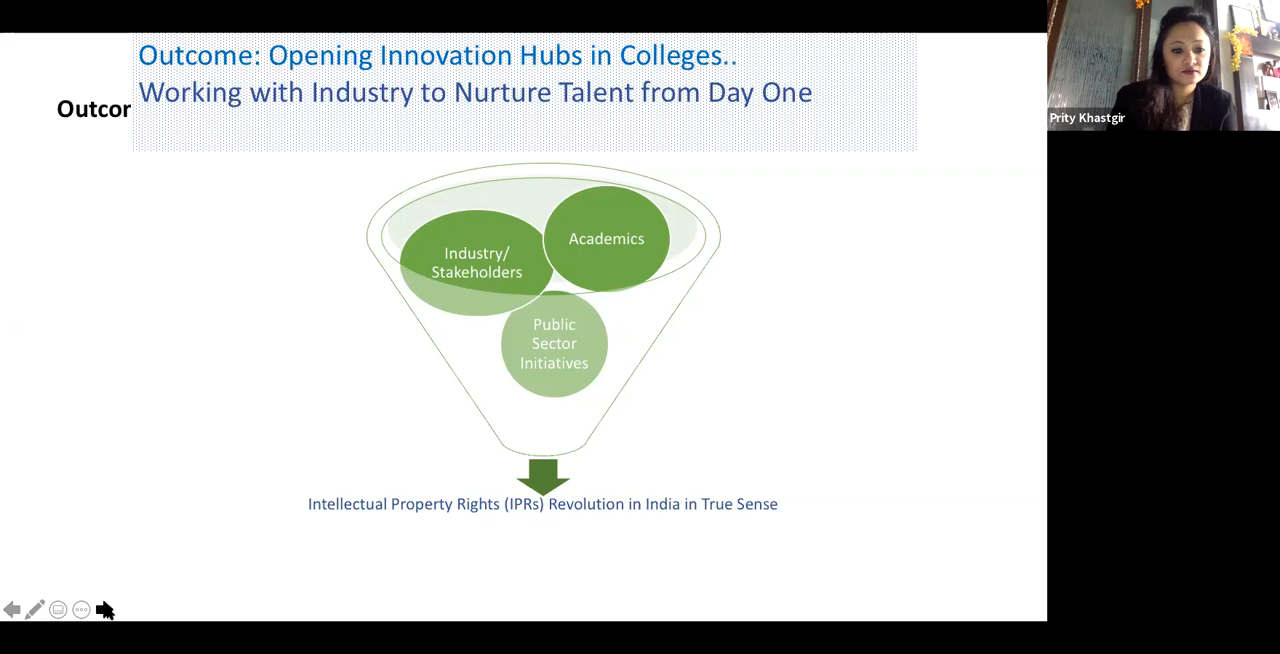 Outcome: Opening Innovation Hubs in Colleges..
Working with Industry to Nurture Talent from Day One
Outcor
Prity Khastgir
Academics
Industry/
Stakeholders
Public
Sector
Initiatives
Intellectual Property Rights (IPRs) Revolution in India in True Sense